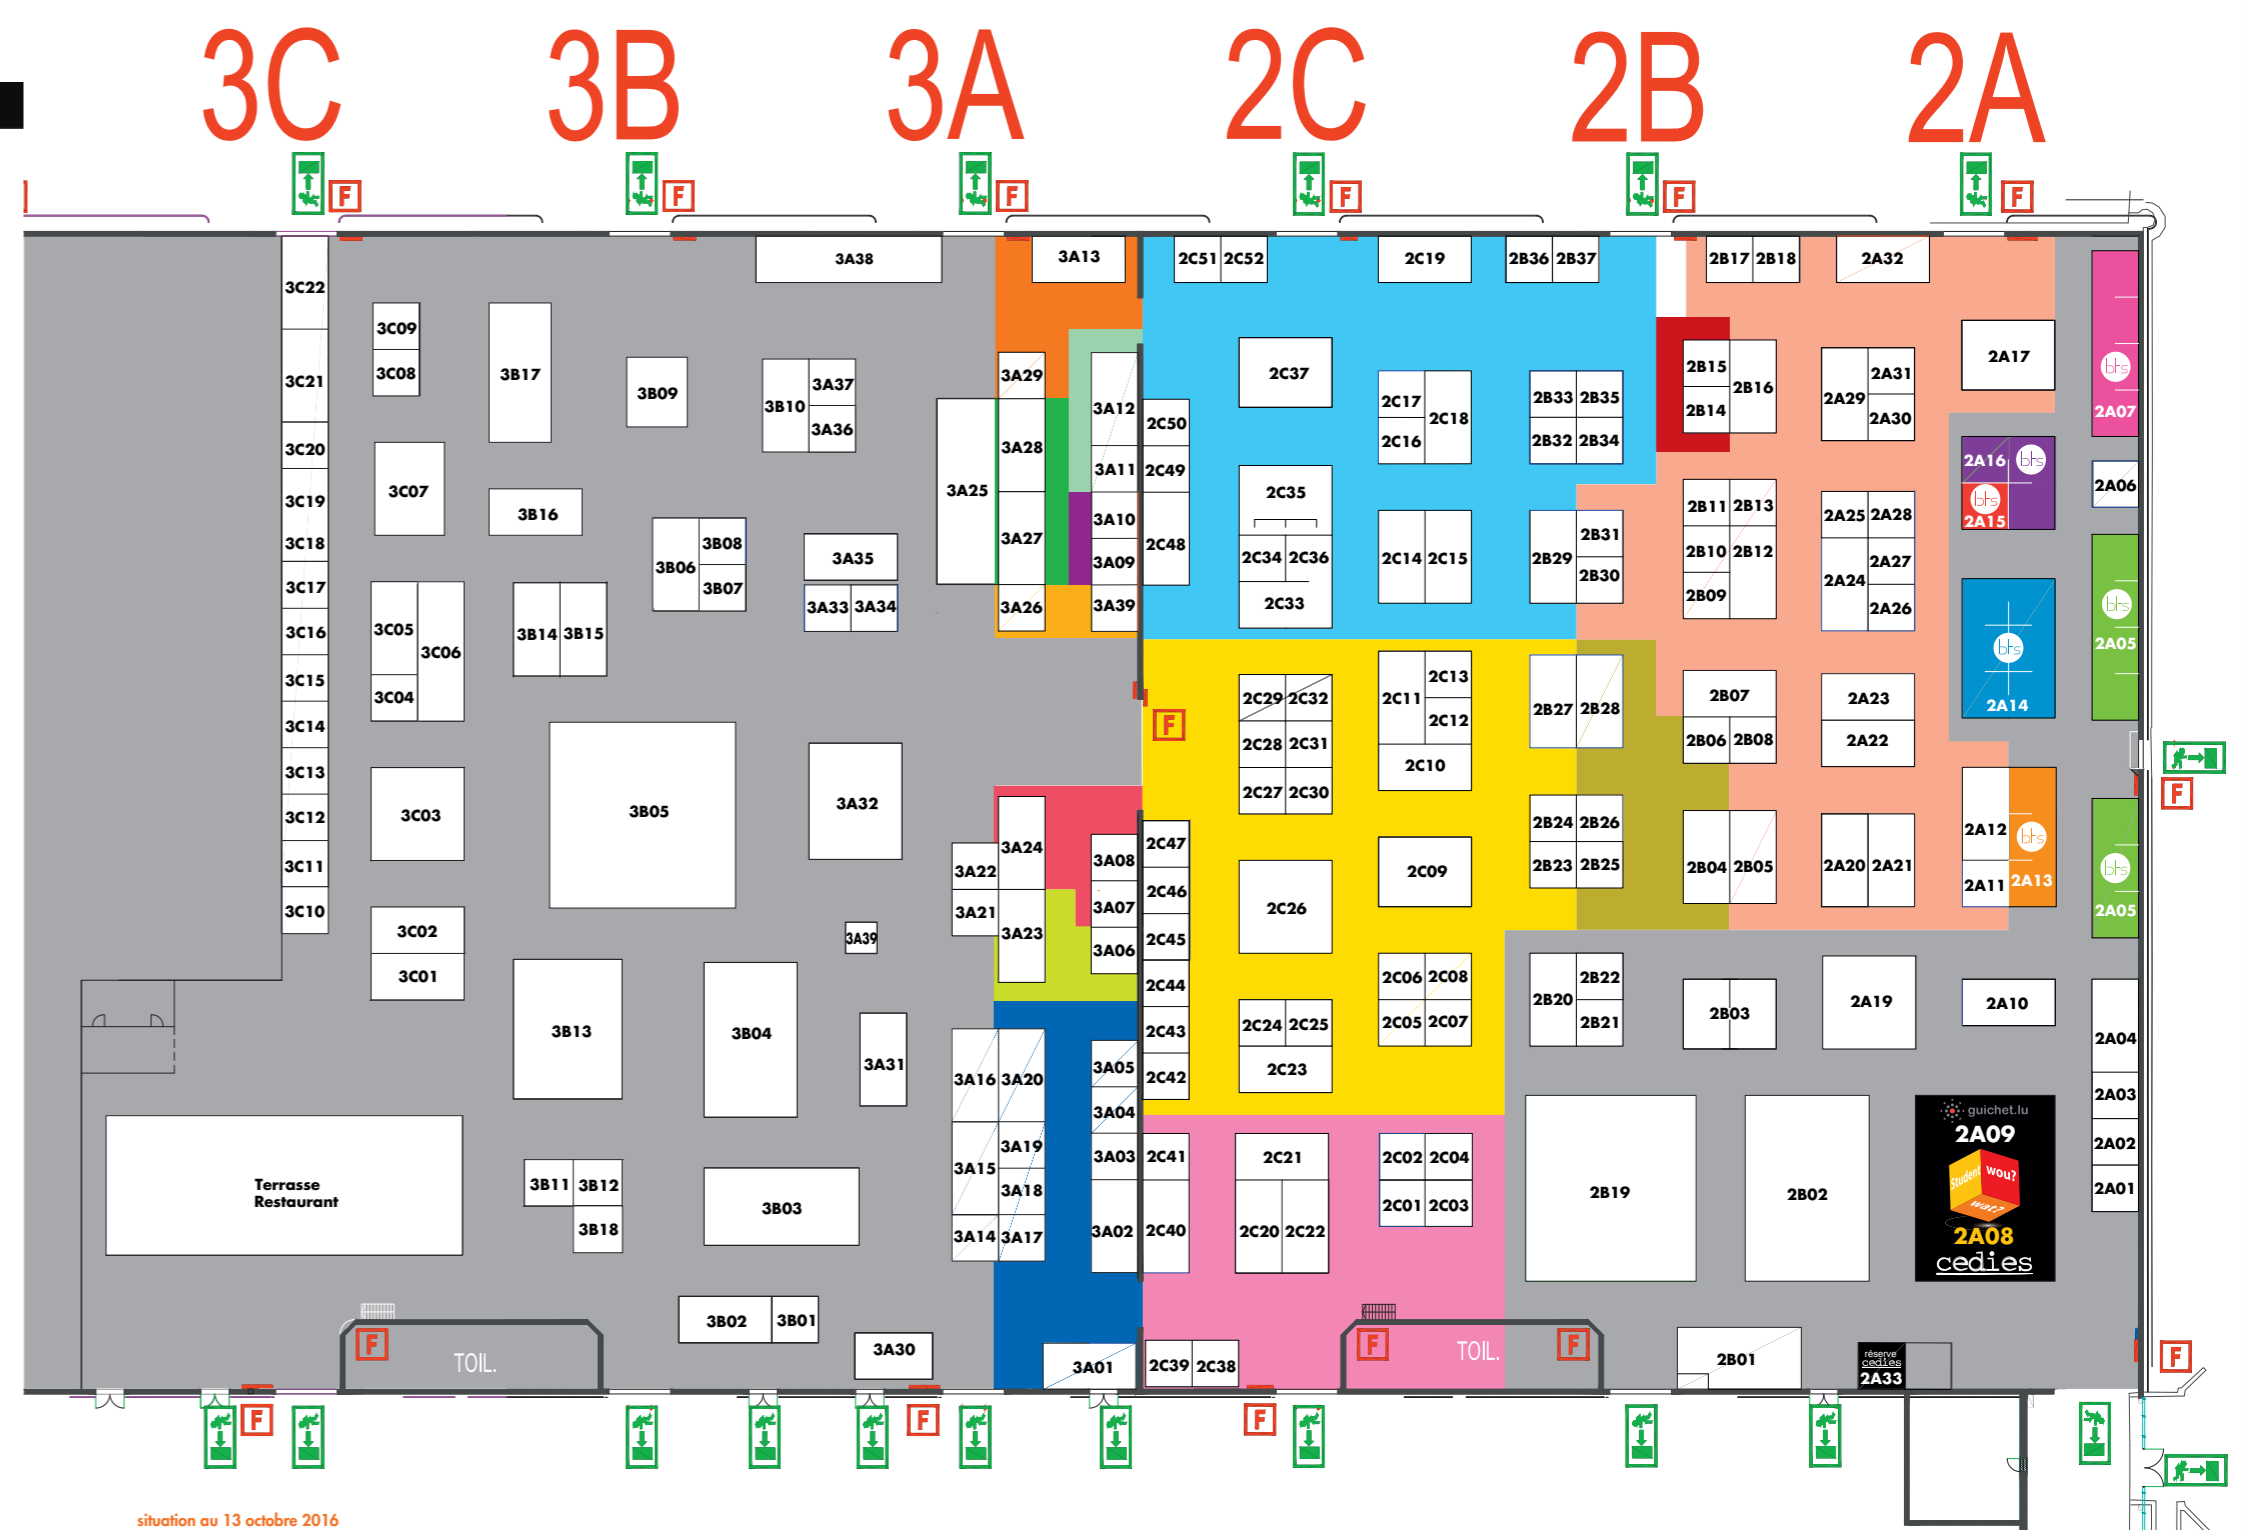 3C 3B 3A 2C 2B 2A
F F F F F F
3A38 3A13 2C51 2C52 2C19 2B36 2B37 2B17 2B18 2A32
3C22
3C09
3C08
3C21
3C20
3C19
3C18
3C17
3C16
3C15
3C14
3C13
3C12
3C11
3C10
3C07
3C05
3C06
3C04
3C03
3C02
3C01
3B17
3B16
3B14 3B15
3B09
3B10
3A37
3A36
3B06
3B08
3B07
3A35
3A33 3A34
3B05
3A32
3A39
3B13
3B04
3A31
3B11 3B12
3B18
3B03
3B02 3B01
3A30
Terrasse
Restaurant
F
TOIL.
3A29
3A28
3A25
3A27
3A26
3A12
3A11
3A10
3A09
3A39
3A24
3A22
3A21
3A23
3A08
3A07
3A06
3A16 3A20
3A19
3A15
3A18
3A14 3A17
3A05
3A04
3A03
3A02
3A01
2C50
2C49
2C48
F
2C47
2C46
2C45
2C44
2C43
2C42
2C41
2C40
2C39 2C38
2C37
2C35
2C34 2C36
2C33
2C29 2C32
2C28 2C31
2C27 2C30
2C26
2C24 2C25
2C23
2C21
2C20 2C22
2C17
2C18
2C16
2C14 2C15
2C13
2C11
2C12
2C10
2C09
2C06 2C08
2C05 2C07
2C02 2C04
2C01 2C03
F TOIL. F
2B33 2B35
2B32 2B34
2B31
2B29
2B30
2B27 2B28
2B24 2B26
2B23 2B25
2B22
2B20
2B21
2B19
2B15
2B16
2B14
2B11 2B13
2B10 2B12
2B09
2B07
2B06 2B08
2B04 2B05
2B03
2B02
2B01
2A31
2A29
2A30
2A25 2A28
2A27
2A24
2A26
2A23
2A22
2A20 2A21
2A19
2A17
2A16 bts
bts
2A15
bts
2A14
2A12 bts
2A11 2A13
2A10
guichet.lu
2A09
Student wou?
wat?
2A08
cedies
réserve
cedies
2A33
bts
2A07
2A06
bts
2A05
bts
2A05
2A04
2A03
2A02
2A01
F
F
F F F
situation au 13 octobre 2016